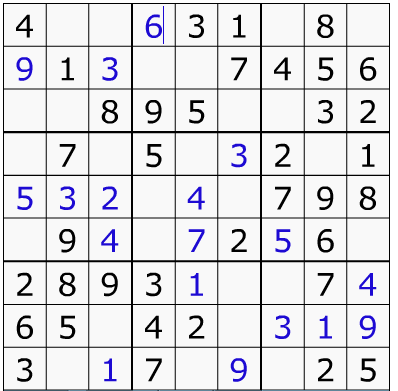 4 6 3 1 8
9 1 3 7 4 5 6
8 9 5 3 2
7 5 3 2 1
5 3 2 4 7 9 8
9 4 7 2 5 6
2 8 9 3 1 7 4
6 5 4 2 3 1 9
3 1 7 9 2 5